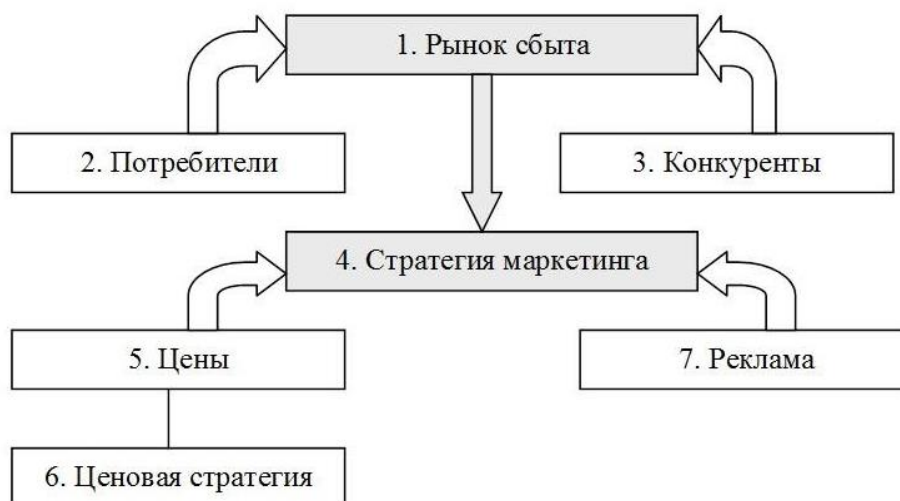 1. Рынок сбыта
2. Потребители
3. Конкуренты
4. Стратегия маркетинга
5. Цены
7. Реклама
6. Ценовая стратегия